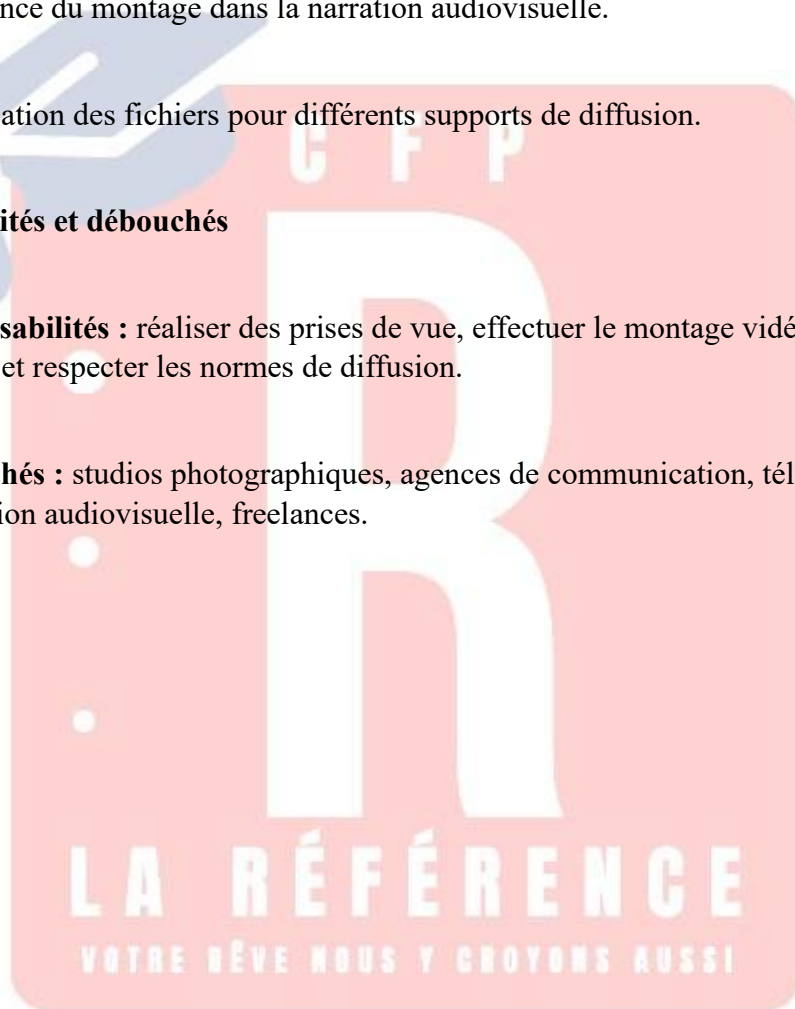 nce du montage dans la narration audiovisuelle.
ation des fichiers pour différents supports de diffusion.
C F P
ités et débouchés
sabilités : réaliser des prises de vue, effectuer le montage vidé
et respecter les normes de diffusion.
R
hés : studios photographiques, agences de communication, tél
ion audiovisuelle, freelances.
LA RÉFÉRENCE
VOTRE RÊVE NOUS Y CROYONS AUSSI